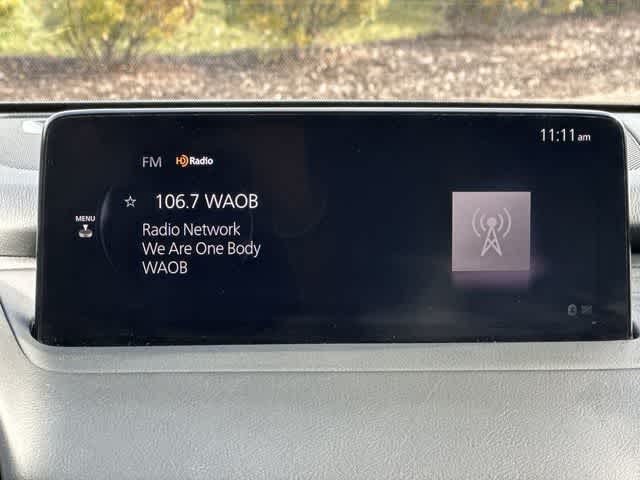 11:11 am
FM HD Radio
☆ 106.7 WAOB
MENU
Radio Network
We Are One Body
WAOB